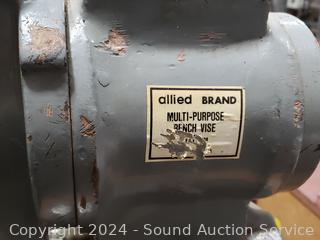 allied BRAND
MULTI-PURPOSE
BENCH VISE
Copyright © 2024 - Sound Auction Service